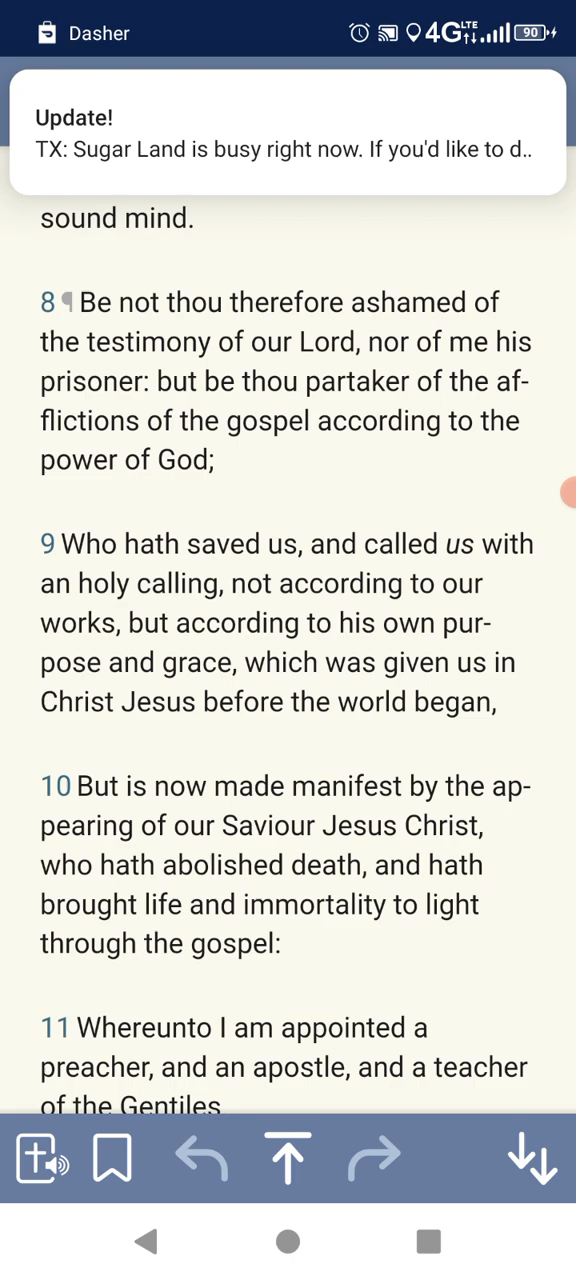 Dasher
4G LTE 90
Update!
TX: Sugar Land is busy right now. If you'd like to d..
sound mind.
8 ¶ Be not thou therefore ashamed of
the testimony of our Lord, nor of me his
prisoner: but be thou partaker of the af-
flictions of the gospel according to the
power of God;
9 Who hath saved us, and called us with
an holy calling, not according to our
works, but according to his own pur-
pose and grace, which was given us in
Christ Jesus before the world began,
10 But is now made manifest by the ap-
pearing of our Saviour Jesus Christ,
who hath abolished death, and hath
brought life and immortality to light
through the gospel:
11 Whereunto I am appointed a
preacher, and an apostle, and a teacher
of the Gentiles